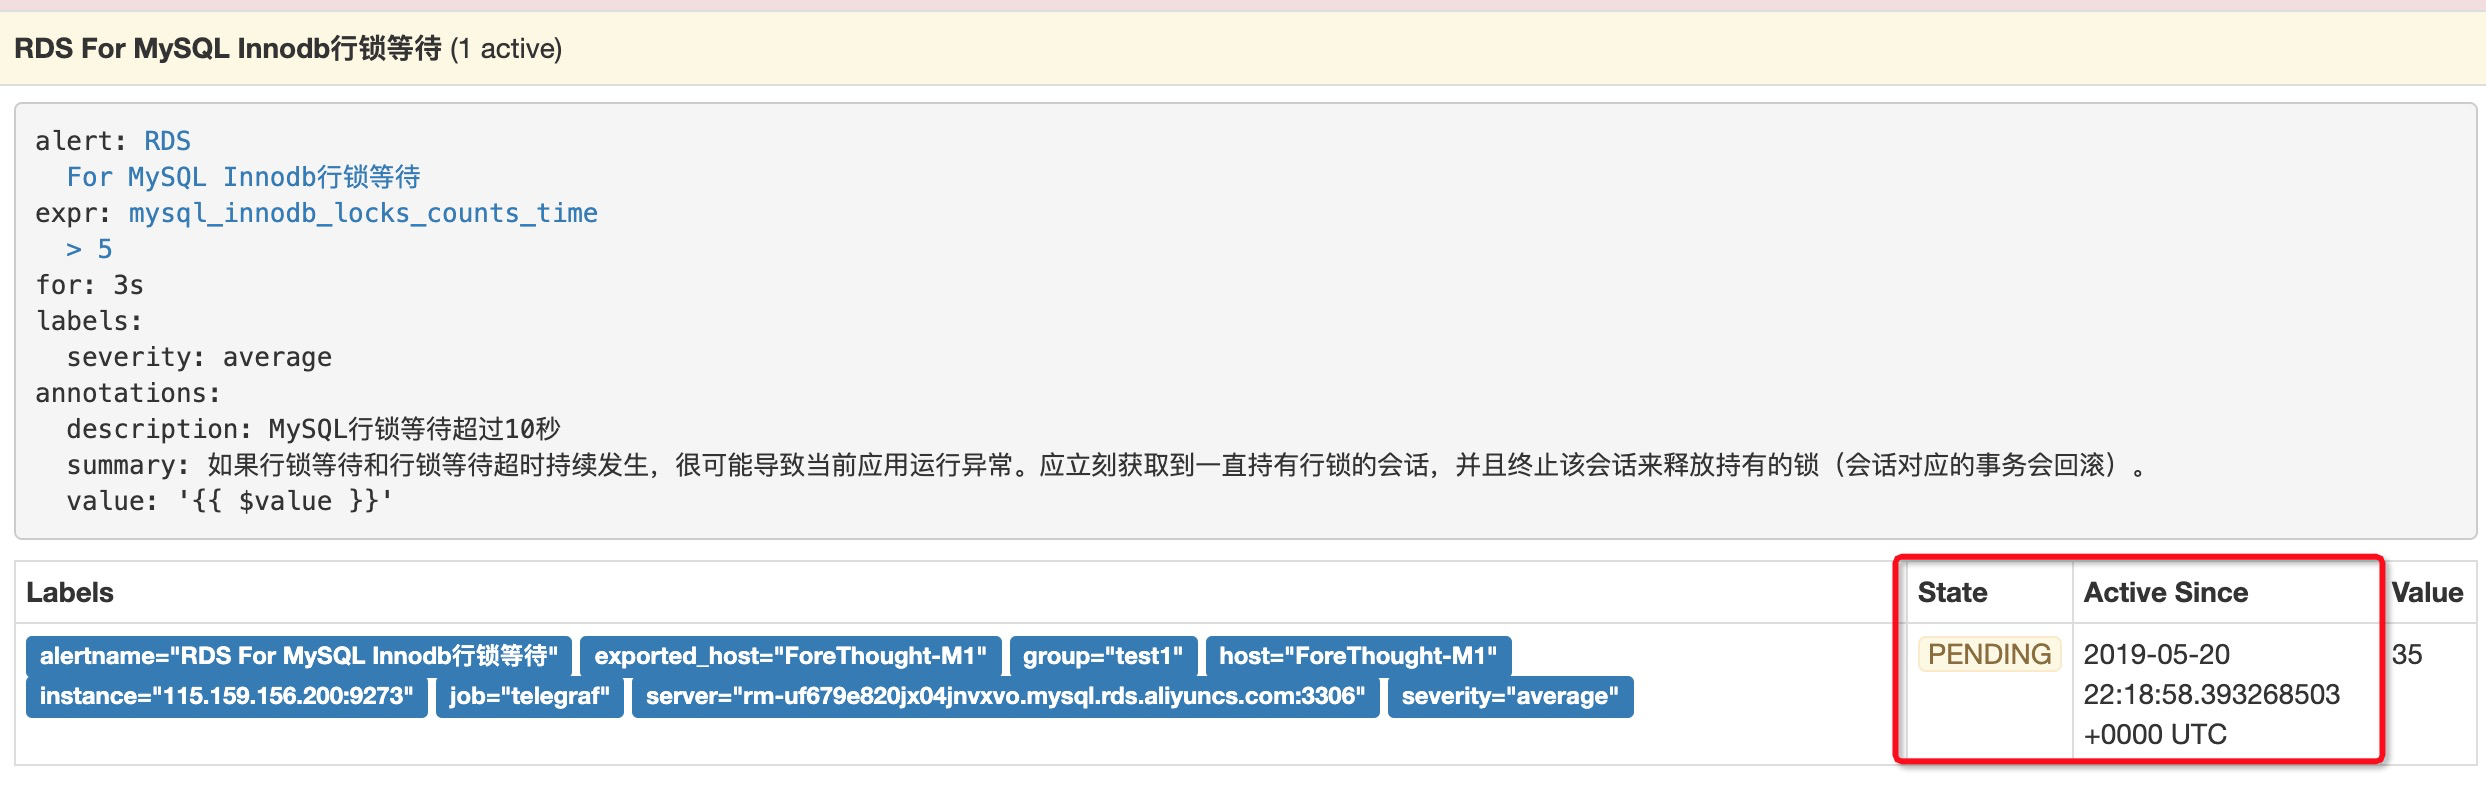 RDS For MySQL Innodb行锁等待 (1 active)
alert: RDS
For MySQL Innodb行锁等待
expr: mysql_innodb_locks_counts_time
> 5
for: 3s
labels:
severity: average
annotations:
description: MySQL行锁等待超过10秒
summary: 如果行锁等待和行锁等待超时持续发生，很可能导致当前应用运行异常。应立刻获取到一直持有行锁的会话，并且终止该会话来释放持有的锁（会话对应的事务会回滚）。
value: '{{ $value }}'
Labels State Active Since Value
alertname="RDS For MySQL Innodb行锁等待" exported_host="ForeThought-M1" group="test1" host="ForeThought-M1" PENDING 2019-05-20 35
instance="115.159.156.200:9273" job="telegraf" server="rm-uf679e820jx04jnvxvo.mysql.rds.aliyuncs.com:3306" severity="average" 22:18:58.393268503
+0000 UTC